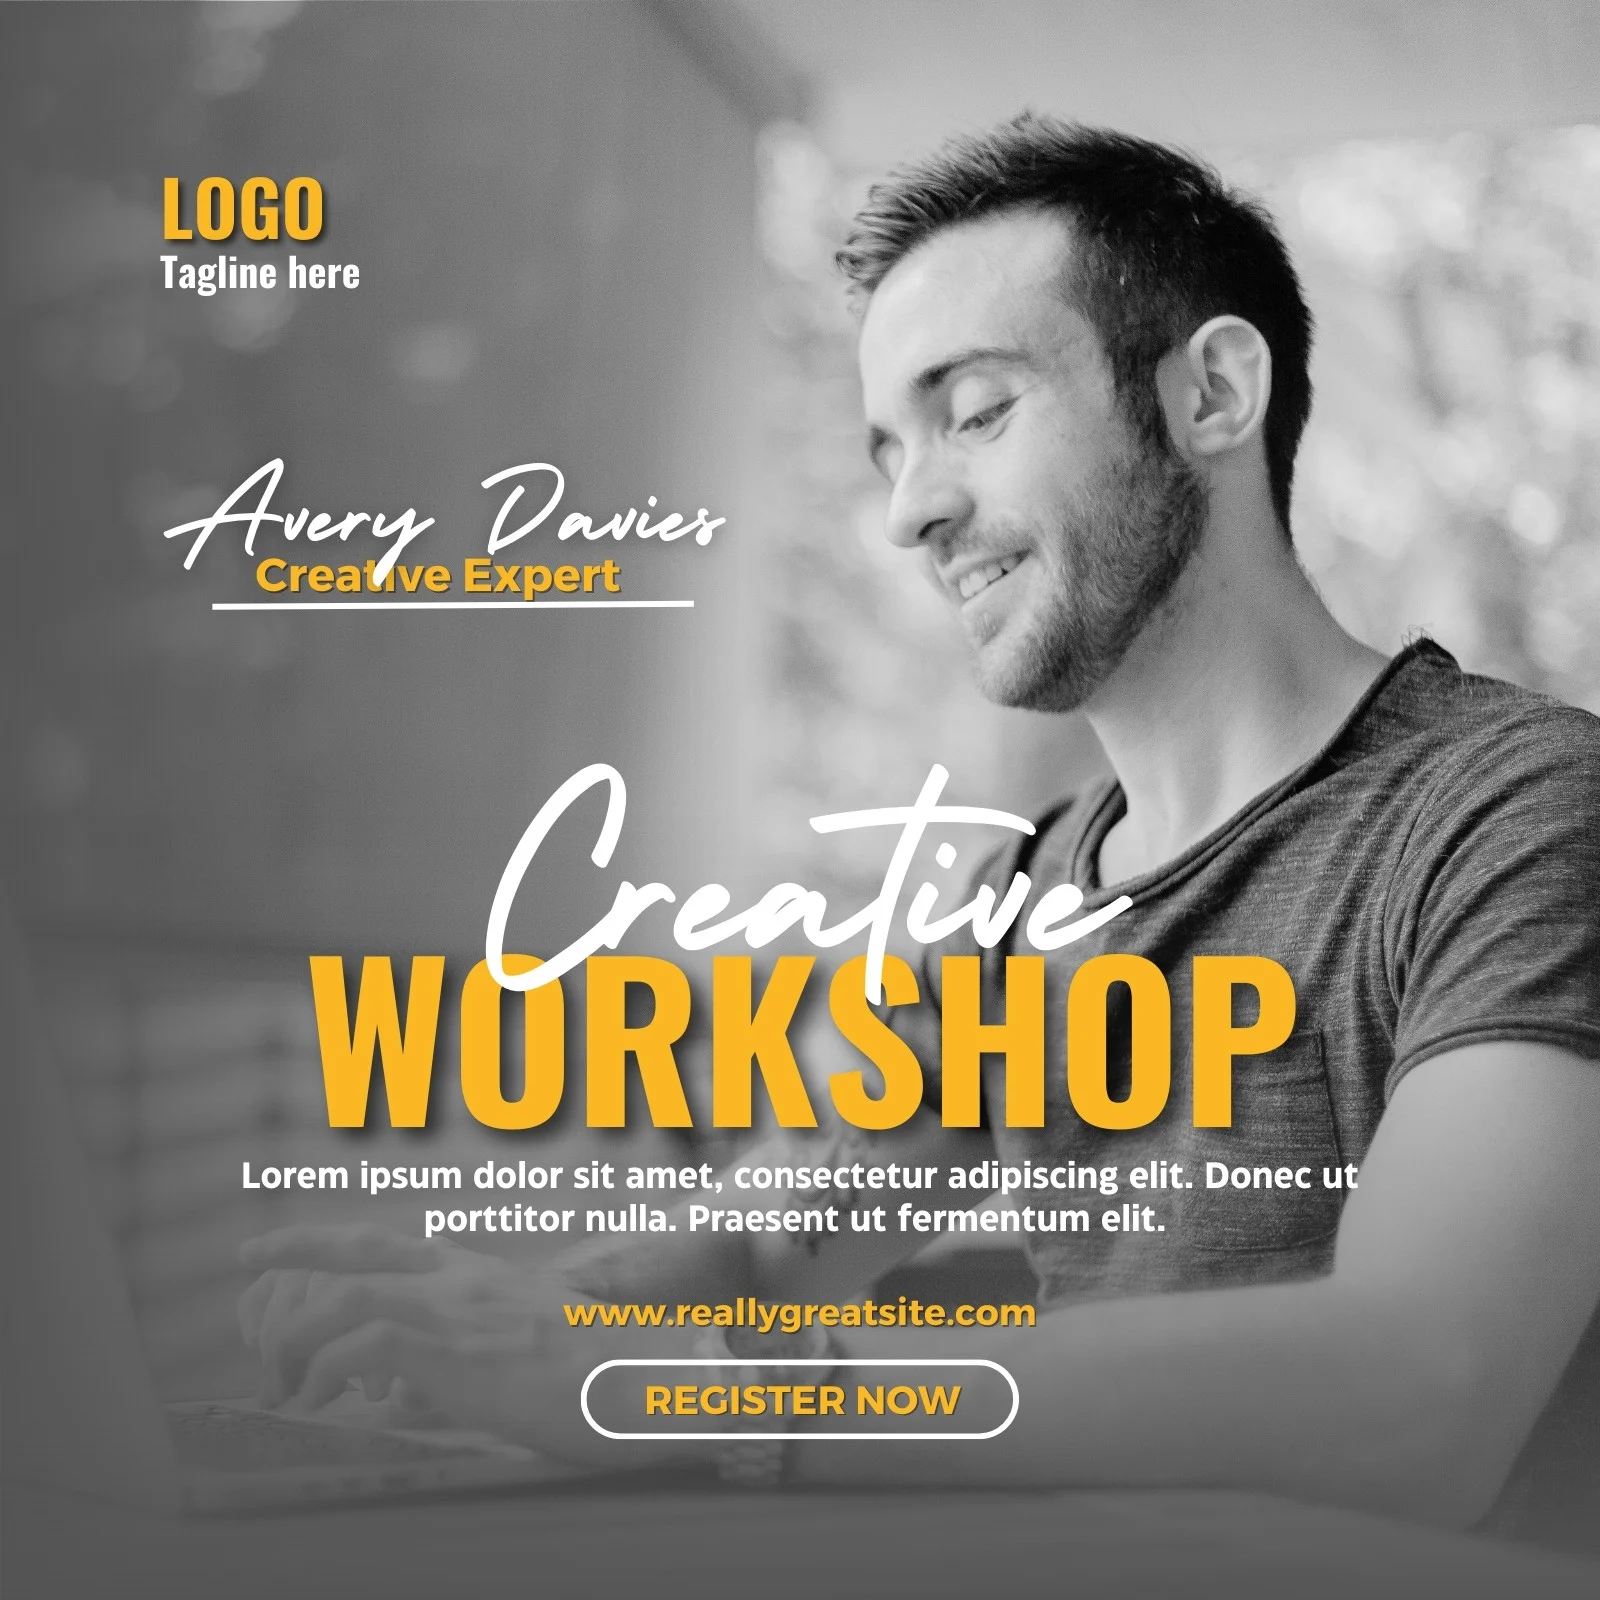 LOGO
Tagline here
Avery Davies
Creative Expert
Creative
WORKSHOP
Lorem ipsum dolor sit amet, consectetur adipiscing elit. Donec ut
porttitor nulla. Praesent ut fermentum elit.
www.reallygreatsite.com
REGISTER NOW